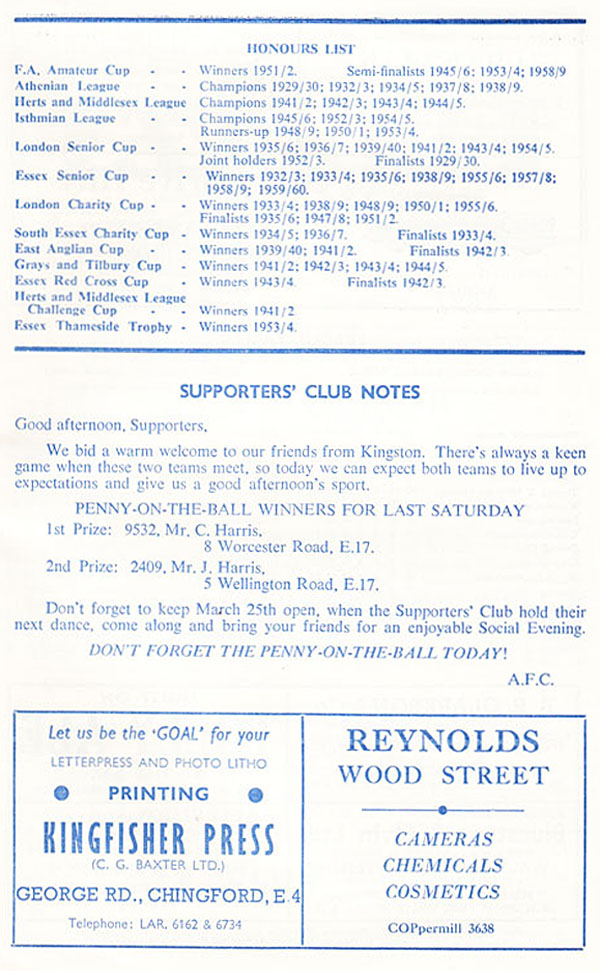 HONOURS LIST
F.A. Amateur Cup - - Winners 1951/2. Semi-finalists 1945/6; 1953/4; 1958/9
Athenian League - - Champions 1929/30; 1932/3; 1934/5; 1937/8; 1938/9.
Herts and Middlesex League Champions 1941/2; 1942/3; 1943/4; 1944/5.
Isthmian League - - Champions 1945/6; 1952/3; 1954/5.
Runners-up 1948/9; 1950/1; 1953/4.
London Senior Cup - - Winners 1935/6; 1936/7; 1939/40; 1941/2; 1943/4; 1954/5.
Joint holders 1952/3. Finalists 1929/30.
Essex Senior Cup - - Winners 1932/3; 1933/4; 1935/6; 1938/9; 1955/6; 1957/8;
1958/9; 1959/60.
London Charity Cup - - Winners 1933/4; 1938/9; 1948/9; 1950/1; 1955/6.
Finalists 1935/6; 1947/8; 1951/2.
South Essex Charity Cup - Winners 1934/5; 1936/7. Finalists 1933/4.
East Anglian Cup - - Winners 1939/40; 1941/2. Finalists 1942/3.
Grays and Tilbury Cup - Winners 1941/2; 1942/3; 1943/4; 1944/5.
Essex Red Cross Cup - Winners 1943/4. Finalists 1942/3.
Herts and Middlesex League
Challenge Cup - - Winners 1941/2
Essex Thameside Trophy - Winners 1953/4.
SUPPORTERS' CLUB NOTES
Good afternoon, Supporters,
We bid a warm welcome to our friends from Kingston. There's always a keen
game when these two teams meet, so today we can expect both teams to live up to
expectations and give us a good afternoon's sport.
PENNY-ON-THE-BALL WINNERS FOR LAST SATURDAY
1st Prize: 9532, Mr. C. Harris,
8 Worcester Road, E.17.
2nd Prize: 2409, Mr. J. Harris,
5 Wellington Road, E.17.
Don't forget to keep March 25th open, when the Supporters' Club hold their
next dance, come along and bring your friends for an enjoyable Social Evening.
DON'T FORGET THE PENNY-ON-THE-BALL TODAY!
A.F.C.
Let us be the 'GOAL' for your
LETTERPRESS AND PHOTO LITHO
● PRINTING ●
KINGFISHER PRESS
(C. G. BAXTER LTD.)
GEORGE RD., CHINGFORD, E.4
Telephone: LAR. 6162 & 6734
REYNOLDS
WOOD STREET
CAMERAS
CHEMICALS
COSMETICS
COPpermill 3638